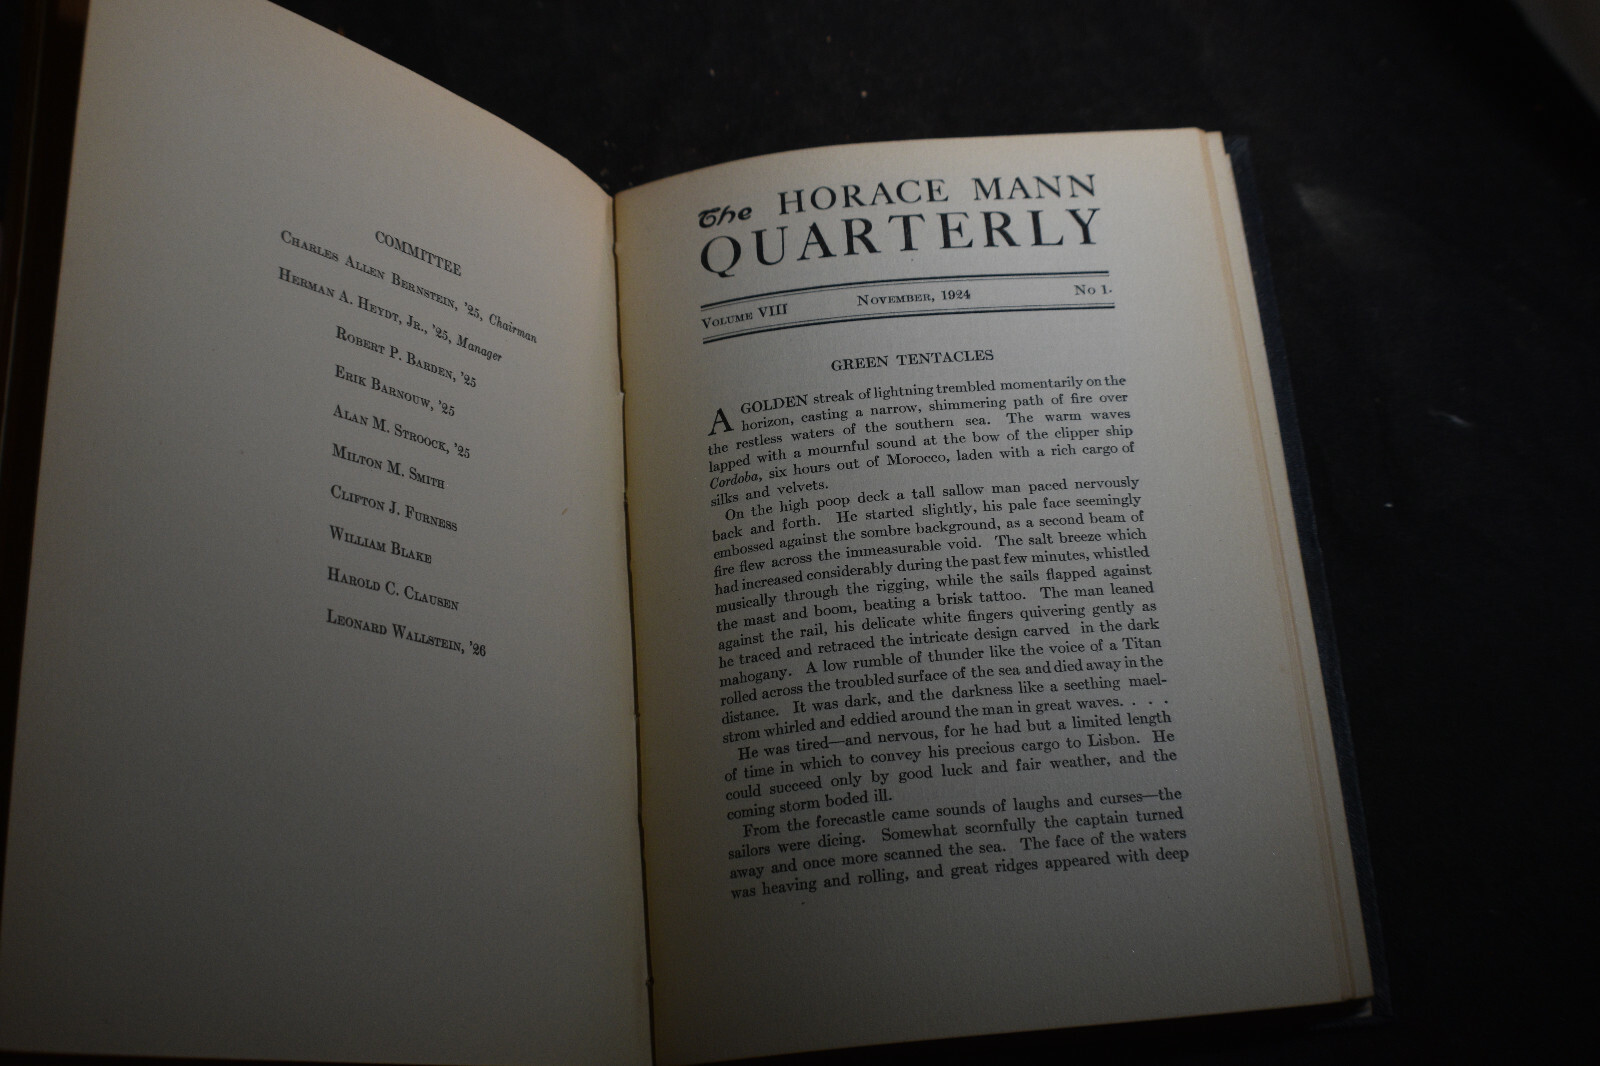 COMMITTEE
Charles Allen Bernstein, '25, Chairman
Herman A. Heydt, Jr., '25, Manager
Robert P. Barden, '25
Erik Barnouw, '25
Alan M. Stroock, '25
Milton M. Smith
Clifton J. Furness
William Blake
Harold C. Clausen
Leonard Wallstein, '26
The HORACE MANN
QUARTERLY
Volume VIII November, 1924 No 1.
GREEN TENTACLES
A GOLDEN streak of lightning trembled momentarily on the
horizon, casting a narrow, shimmering path of fire over
the restless waters of the southern sea. The warm waves
lapped with a mournful sound at the bow of the clipper ship
Cordoba, six hours out of Morocco, laden with a rich cargo of
silks and velvets.
On the high poop deck a tall sallow man paced nervously
back and forth. He started slightly, his pale face seemingly
embossed against the sombre background, as a second beam of
fire flew across the immeasurable void. The salt breeze which
had increased considerably during the past few minutes, whistled
musically through the rigging, while the sails flapped against
the mast and boom, beating a brisk tattoo. The man leaned
against the rail, his delicate white fingers quivering gently as
he traced and retraced the intricate design carved in the dark
mahogany. A low rumble of thunder like the voice of a Titan
rolled across the troubled surface of the sea and died away in the
distance. It was dark, and the darkness like a seething mael-
strom whirled and eddied around the man in great waves. . . .
He was tired—and nervous, for he had but a limited length
of time in which to convey his precious cargo to Lisbon. He
could succeed only by good luck and fair weather, and the
coming storm boded ill.
From the forecastle came sounds of laughs and curses—the
sailors were dicing. Somewhat scornfully the captain turned
away and once more scanned the sea. The face of the waters
was heaving and rolling, and great ridges appeared with deep